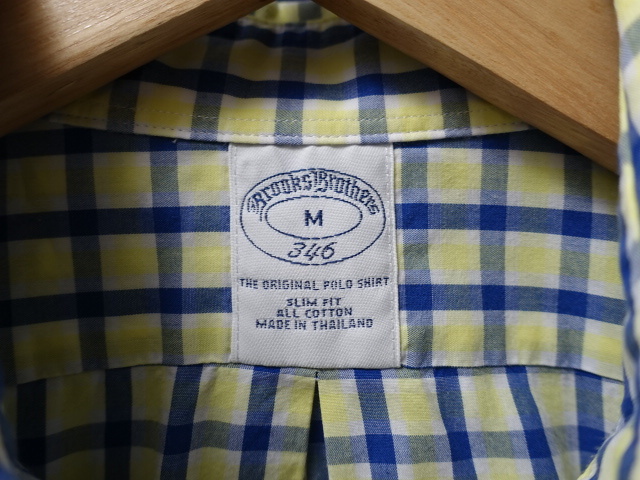 Brooks Brothers
M
346
THE ORIGINAL POLO SHIRT
SLIM FIT
ALL COTTON
MADE IN THAILAND